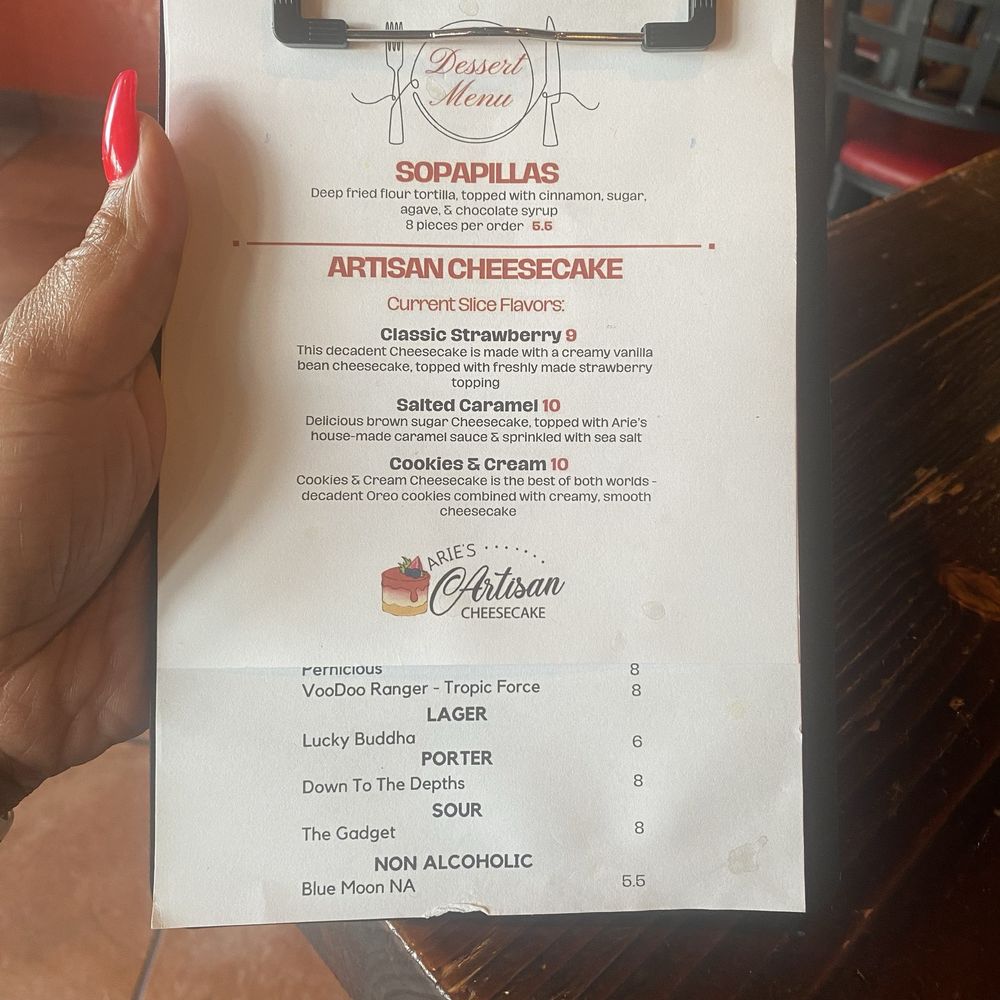 Dessert
Menu
SOPAPILLAS
Deep fried flour tortilla, topped with cinnamon, sugar,
agave, & chocolate syrup
8 pieces per order 5.5
ARTISAN CHEESECAKE
Current Slice Flavors:
Classic Strawberry 9
This decadent Cheesecake is made with a creamy vanilla
bean cheesecake, topped with freshly made strawberry
topping
Salted Caramel 10
Delicious brown sugar Cheesecake, topped with Arie's
house-made caramel sauce & sprinkled with sea salt
Cookies & Cream 10
Cookies & Cream Cheesecake is the best of both worlds -
decadent Oreo cookies combined with creamy, smooth
cheesecake
ARIE'S
Artisan
CHEESECAKE
Pernicious 8
VooDoo Ranger - Tropic Force 8
LAGER
Lucky Buddha 6
PORTER
Down To The Depths 8
SOUR
The Gadget 8
NON ALCOHOLIC
Blue Moon NA 5.5